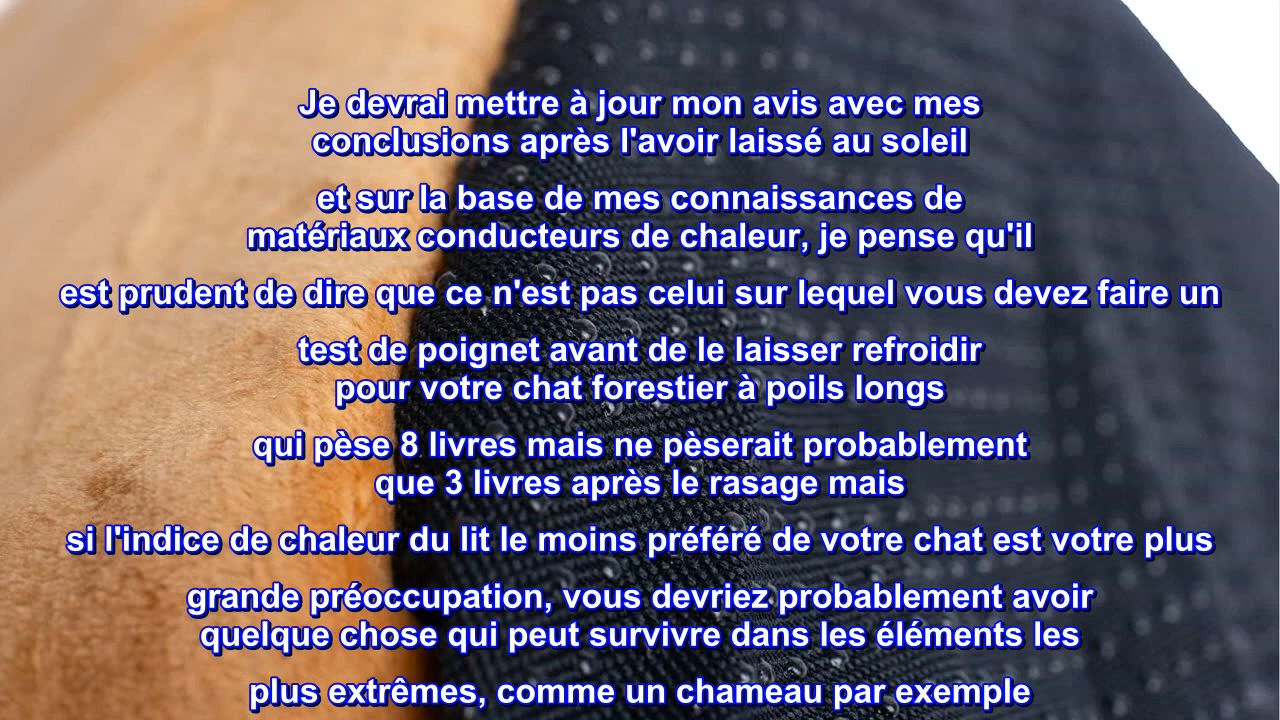 Je devrai mettre à jour mon avis avec mes
conclusions après l'avoir laissé au soleil
et sur la base de mes connaissances de
matériaux conducteurs de chaleur, je pense qu'il
est prudent de dire que ce n'est pas celui sur lequel vous devez faire un
test de poignet avant de le laisser refroidir
pour votre chat forestier à poils longs
qui pèse 8 livres mais ne pèserait probablement
que 3 livres après le rasage mais
si l'indice de chaleur du lit le moins préféré de votre chat est votre plus
grande préoccupation, vous devriez probablement avoir
quelque chose qui peut survivre dans les éléments les
plus extrêmes, comme un chameau par exemple